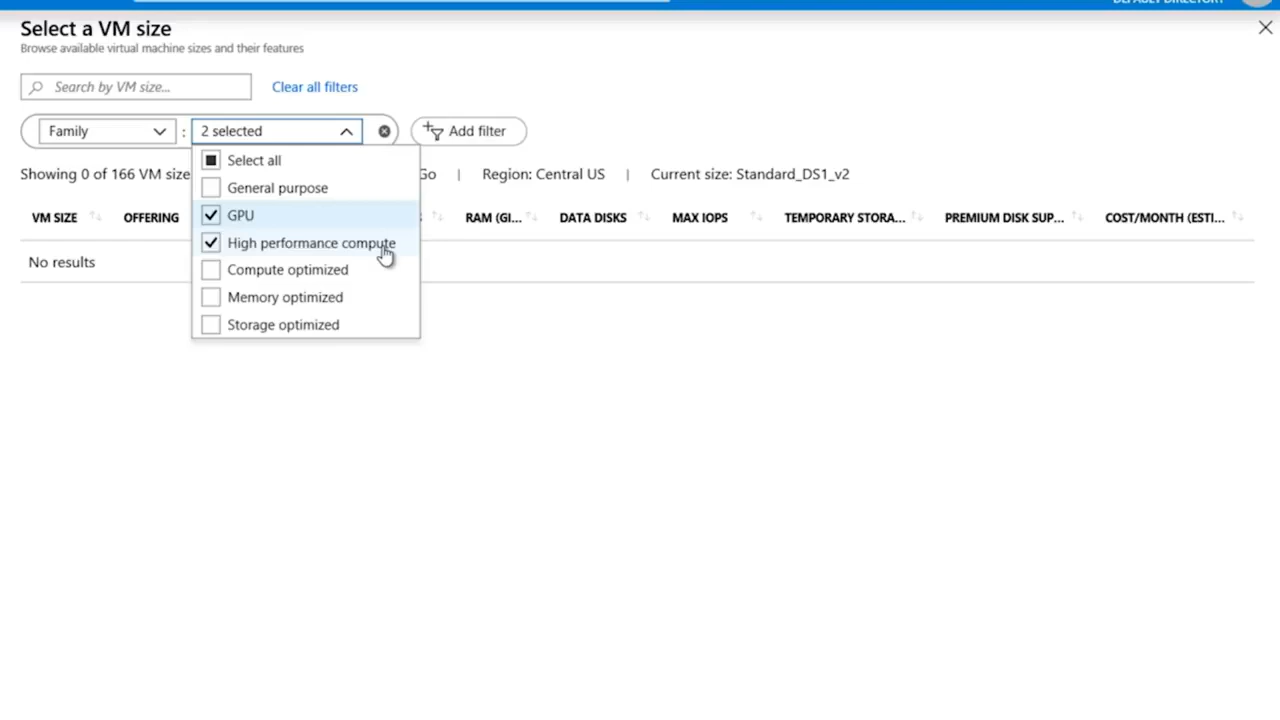 DEFAULT DIRECTORY
Select a VM size
Browse available virtual machine sizes and their features
Search by VM size...
Clear all filters
Family : 2 selected Add filter
Select all
Showing 0 of 166 VM size Go | Region: Central US | Current size: Standard_DS1_v2
General purpose
VM SIZE OFFERING RAM (GI... DATA DISKS MAX IOPS TEMPORARY STORA... PREMIUM DISK SUP... COST/MONTH (ESTI...
GPU
High performance compute
No results
Compute optimized
Memory optimized
Storage optimized